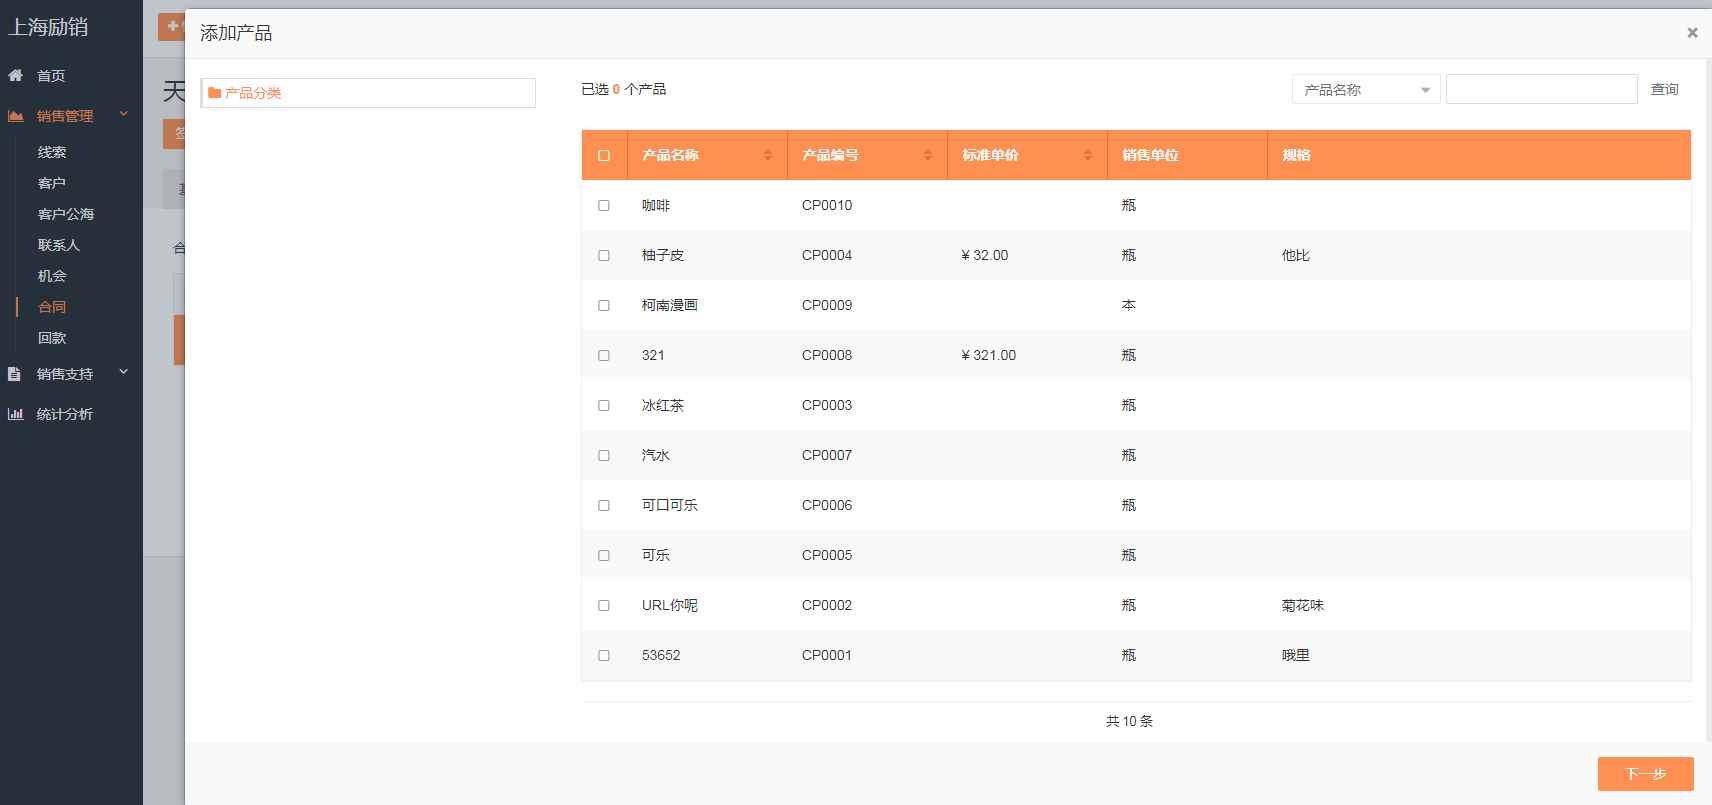 上海励销
首页
销售管理
线索
客户
客户公海
联系人
机会
合同
回款
销售支持
统计分析
天
添加产品
产品分类
已选 0 个产品
产品名称
查询
产品名称 产品编号 标准单价 销售单位 规格
咖啡 CP0010 瓶
柚子皮 CP0004 ¥ 32.00 瓶 他比
柯南漫画 CP0009 本
321 CP0008 ¥ 321.00 瓶
冰红茶 CP0003 瓶
汽水 CP0007 瓶
可口可乐 CP0006 瓶
可乐 CP0005 瓶
URL你呢 CP0002 瓶 菊花味
53652 CP0001 瓶 哦里
共 10 条
下一步